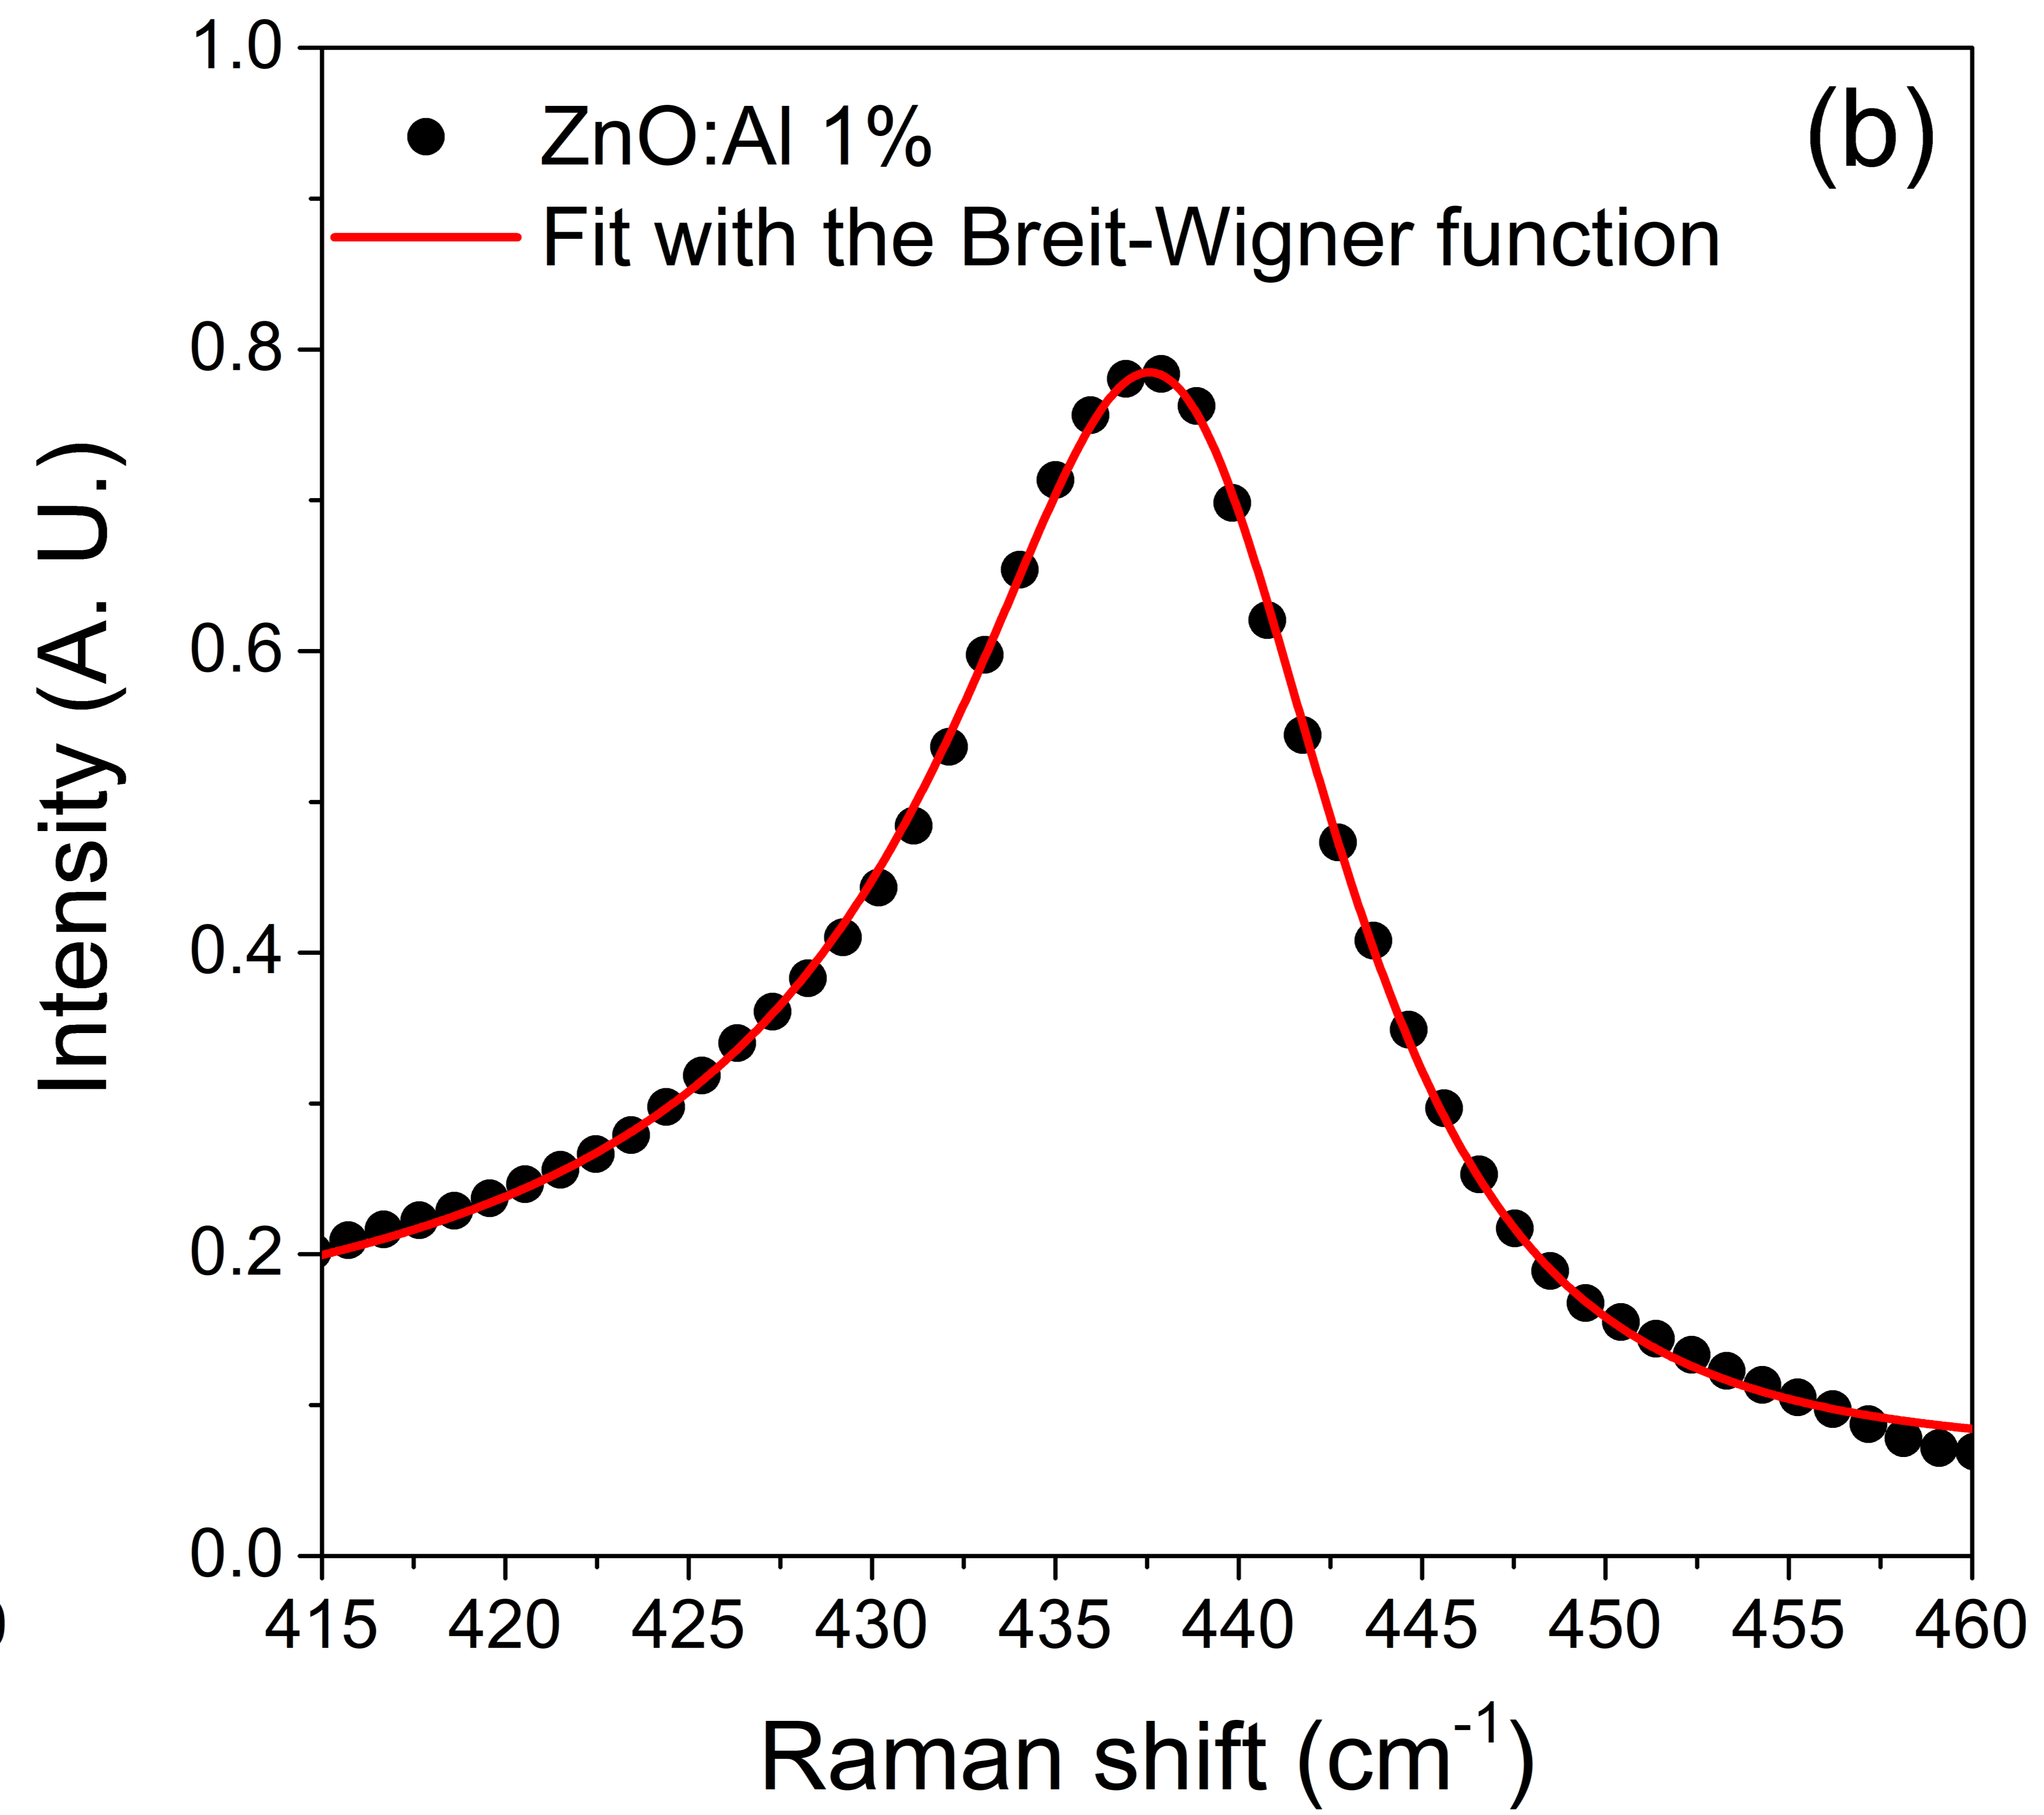 1.0
(b)
ZnO:Al 1%
Fit with the Breit-Wigner function
0.8
0.6
0.4
0.2
0.0
Intensity (A. U.)
415 420 425 430 435 440 445 450 455 460
Raman shift (cm-1)